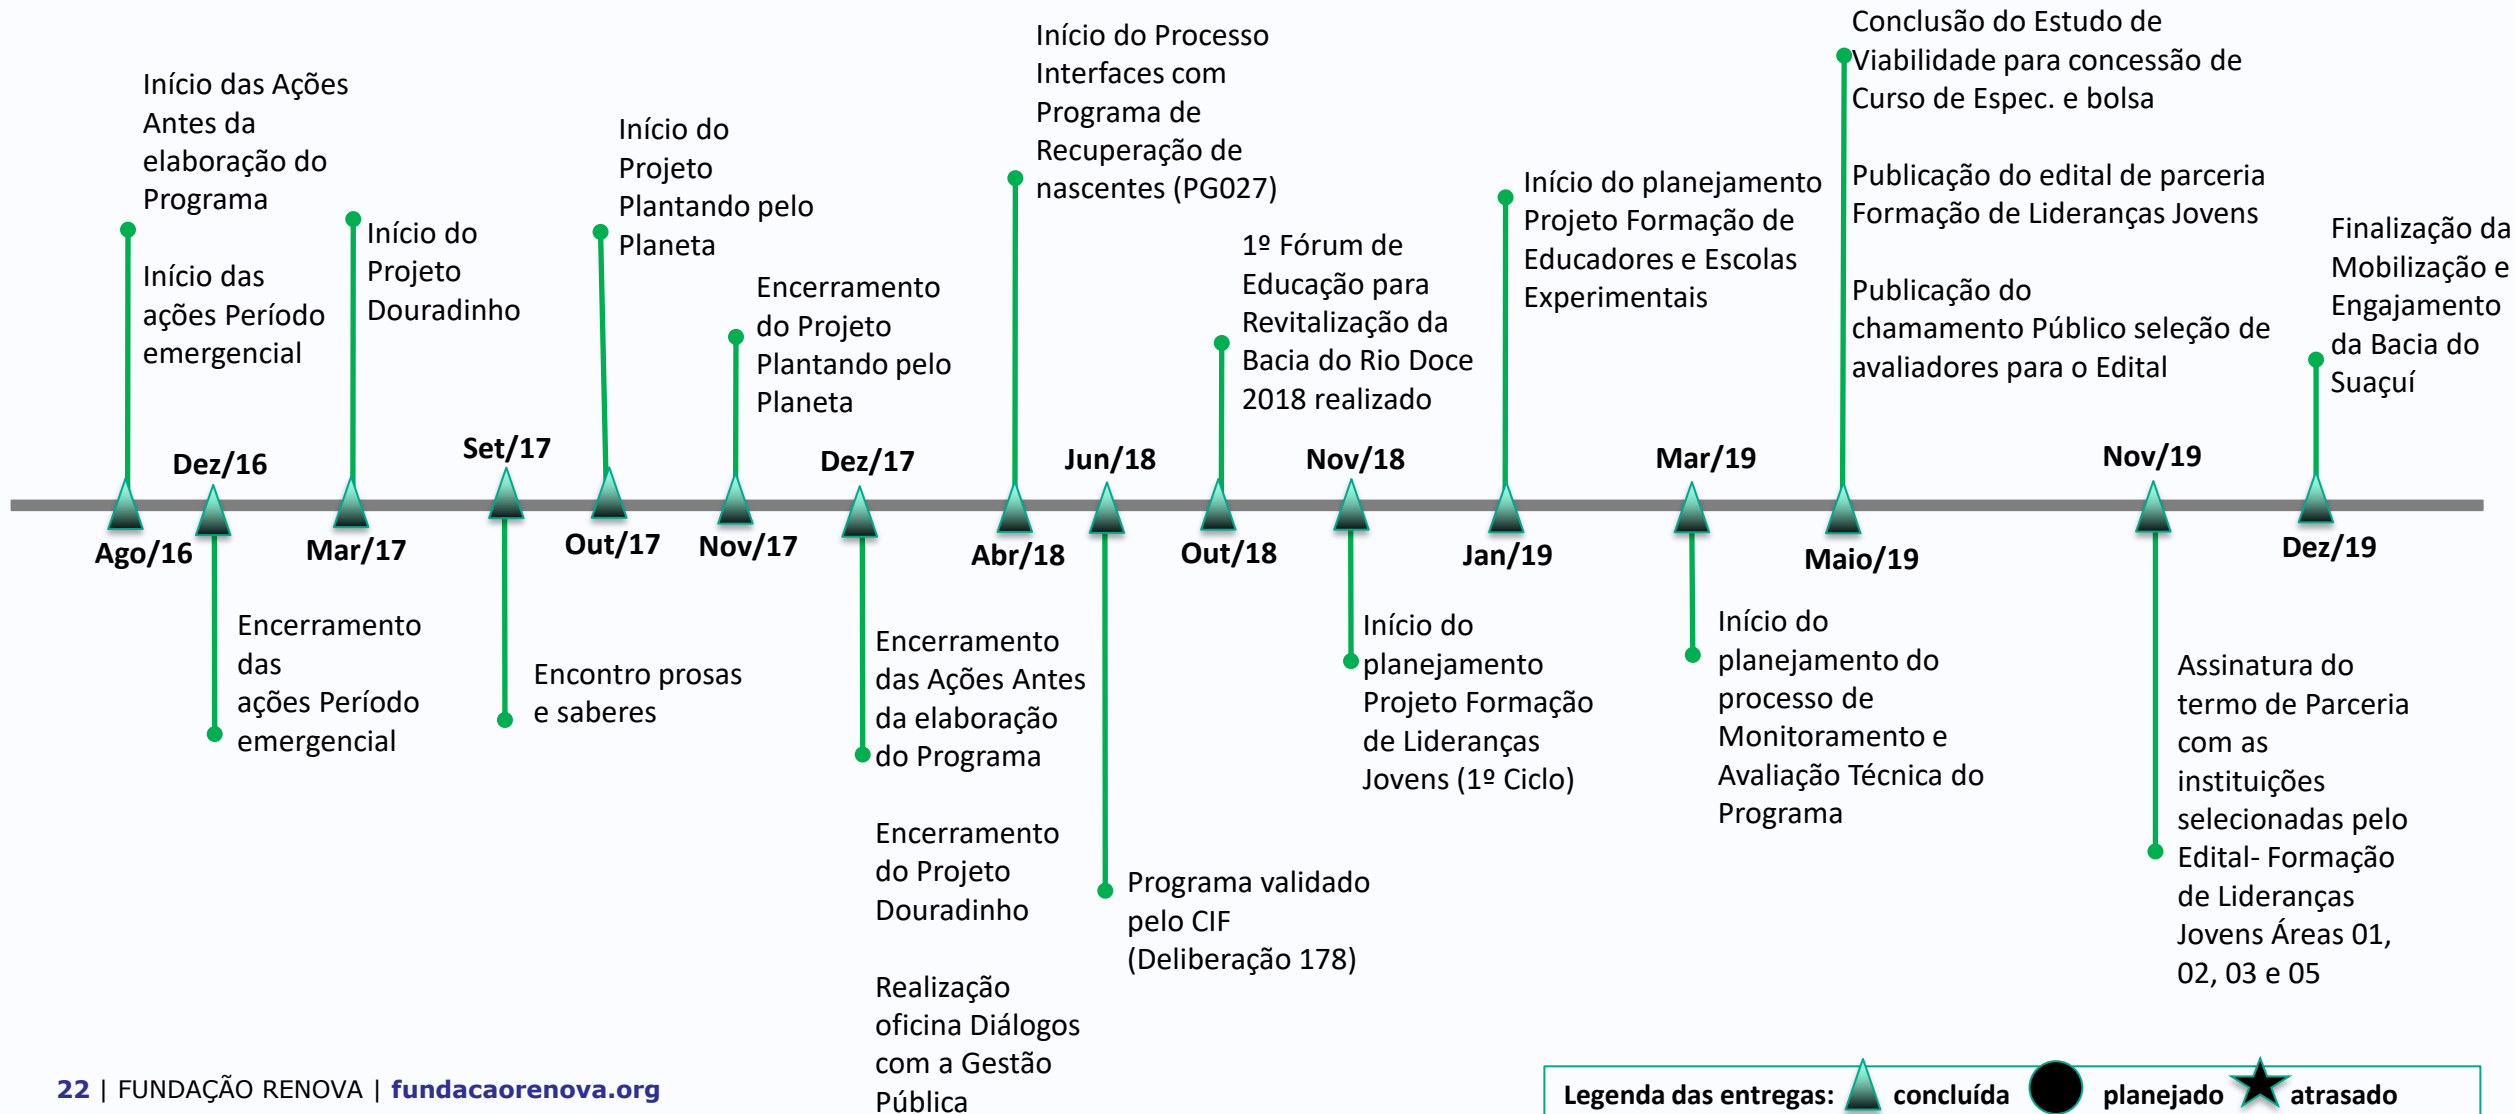 Início das Ações
Antes da
elaboração do
Programa
Início das
ações Período
emergencial
Ago/16
Dez/16
Encerramento
das
ações Período
emergencial
Início do
Projeto
Douradinho
Mar/17
Set/17
Encontro prosas
e saberes
Início do
Projeto
Plantando pelo
Planeta
Out/17
Encerramento
do Projeto
Plantando pelo
Planeta
Nov/17
Dez/17
Encerramento
das Ações Antes
da elaboração
do Programa
Encerramento
do Projeto
Douradinho
Realização
oficina Diálogos
com a Gestão
Pública
Início do Processo
Interfaces com
Programa de
Recuperação de
nascentes (PG027)
Abr/18
Jun/18
Programa validado
pelo CIF
(Deliberação 178)
1º Fórum de
Educação para
Revitalização da
Bacia do Rio Doce
2018 realizado
Out/18
Nov/18
Início do
planejamento
Projeto Formação
de Lideranças
Jovens (1º Ciclo)
Início do planejamento
Projeto Formação de
Educadores e Escolas
Experimentais
Jan/19
Mar/19
Início do
planejamento do
processo de
Monitoramento e
Avaliação Técnica do
Programa
Conclusão do Estudo de
Viabilidade para concessão de
Curso de Espec. e bolsa
Publicação do edital de parceria
Formação de Lideranças Jovens
Publicação do
chamamento Público seleção de
avaliadores para o Edital
Maio/19
Nov/19
Assinatura do
termo de Parceria
com as
instituições
selecionadas pelo
Edital- Formação
de Lideranças
Jovens Áreas 01,
02, 03 e 05
Finalização da
Mobilização e
Engajamento
da Bacia do
Suaçuí
Dez/19
22 | FUNDAÇÃO RENOVA | fundacaorenova.org
Legenda das entregas: concluída planejado atrasado